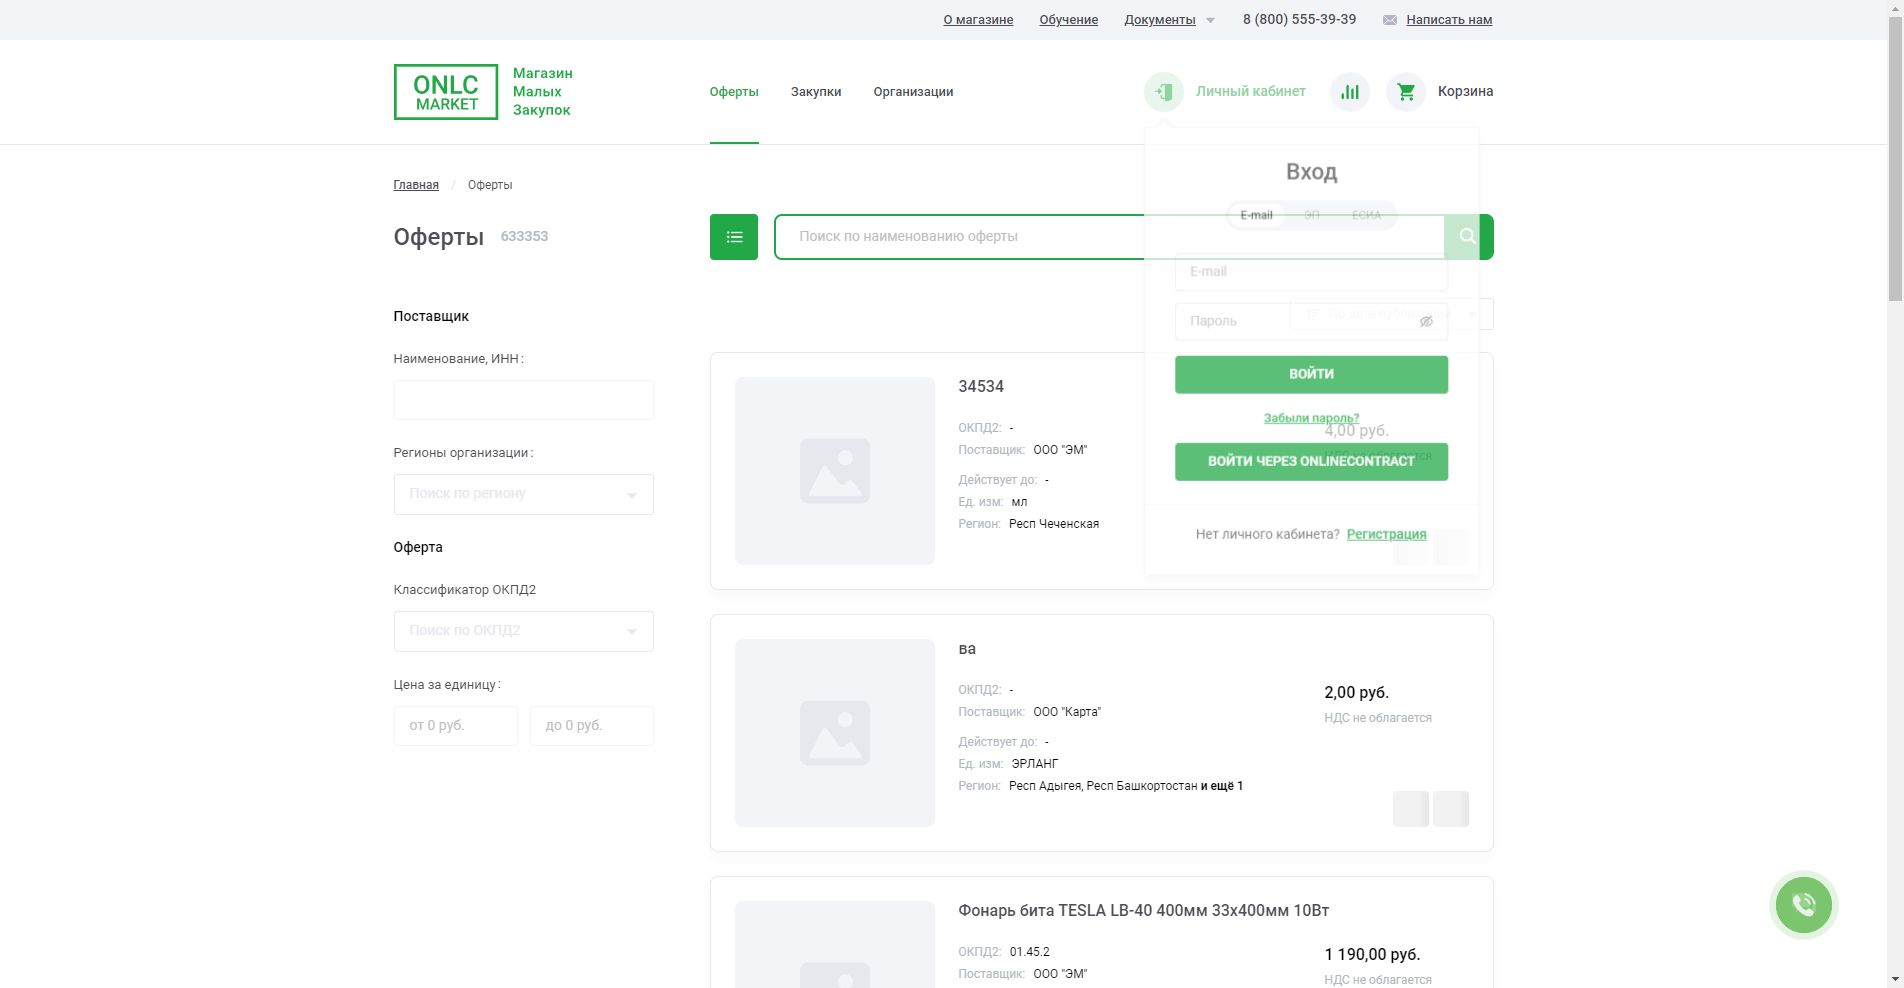 О магазине
Обучение
Документы
8 (800) 555-39-39
Написать нам
ONLC
MARKET
Магазин
Малых
Закупок
Оферты
Закупки
Организации
Личный кабинет
Корзина
Главная / Оферты
Оферты 633353
Поиск по наименованию оферты
Вход
E-mail
ЭП
ЕСИА
E-mail
Пароль
ВОЙТИ
Забыли пароль?
ВОЙТИ ЧЕРЕЗ ONLINECONTRACT
Нет личного кабинета? Регистрация
Поставщик
Наименование, ИНН:
Регионы организации:
Поиск по региону
Оферта
Классификатор ОКПД2
Поиск по ОКПД2
Цена за единицу:
от 0 руб.
до 0 руб.
34534
ОКПД2: -
Поставщик: ООО "ЭМ"
Действует до: -
Ед. изм: мл
Регион: Респ Чеченская
4,00 руб.
ва
ОКПД2: -
Поставщик: ООО "Карта"
Действует до: -
Ед. изм: ЭРЛАНГ
Регион: Респ Адыгея, Респ Башкортостан и ещё 1
2,00 руб.
НДС не облагается
Фонарь бита TESLA LB-40 400мм 33х400мм 10Вт
ОКПД2: 01.45.2
Поставщик: ООО "ЭМ"
1 190,00 руб.
НДС не облагается